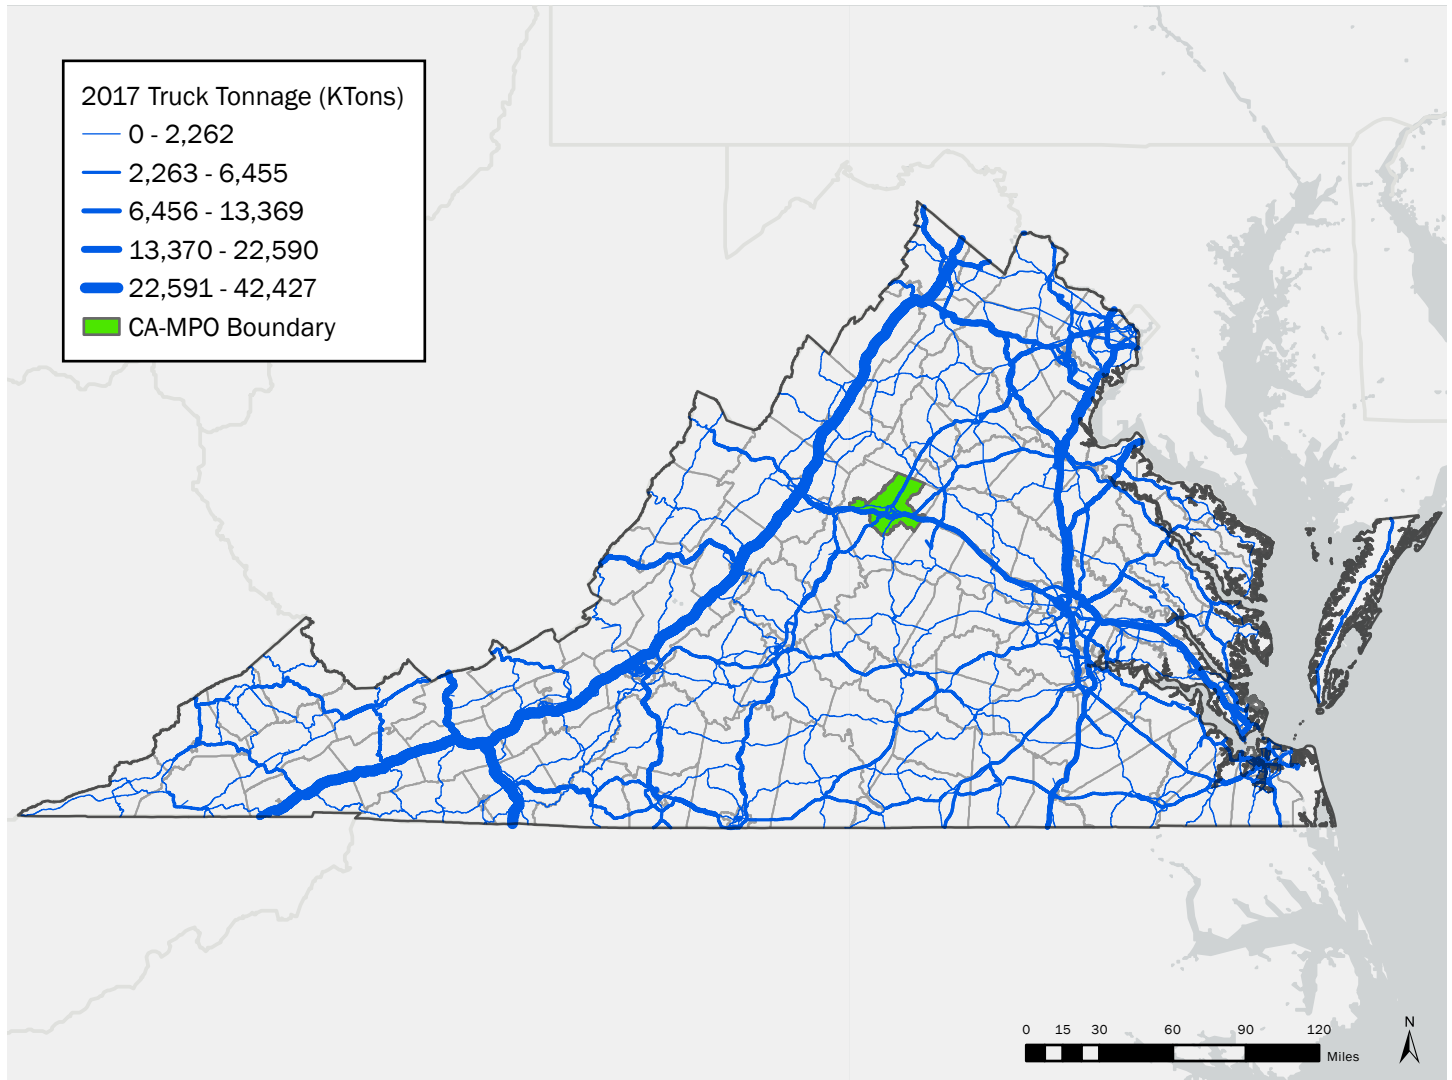 2017 Truck Tonnage (KTons)
0 - 2,262
2,263 - 6,455
6,456 - 13,369
13,370 - 22,590
22,591 - 42,427
CA-MPO Boundary
N
0 15 30 60 90 120
Miles